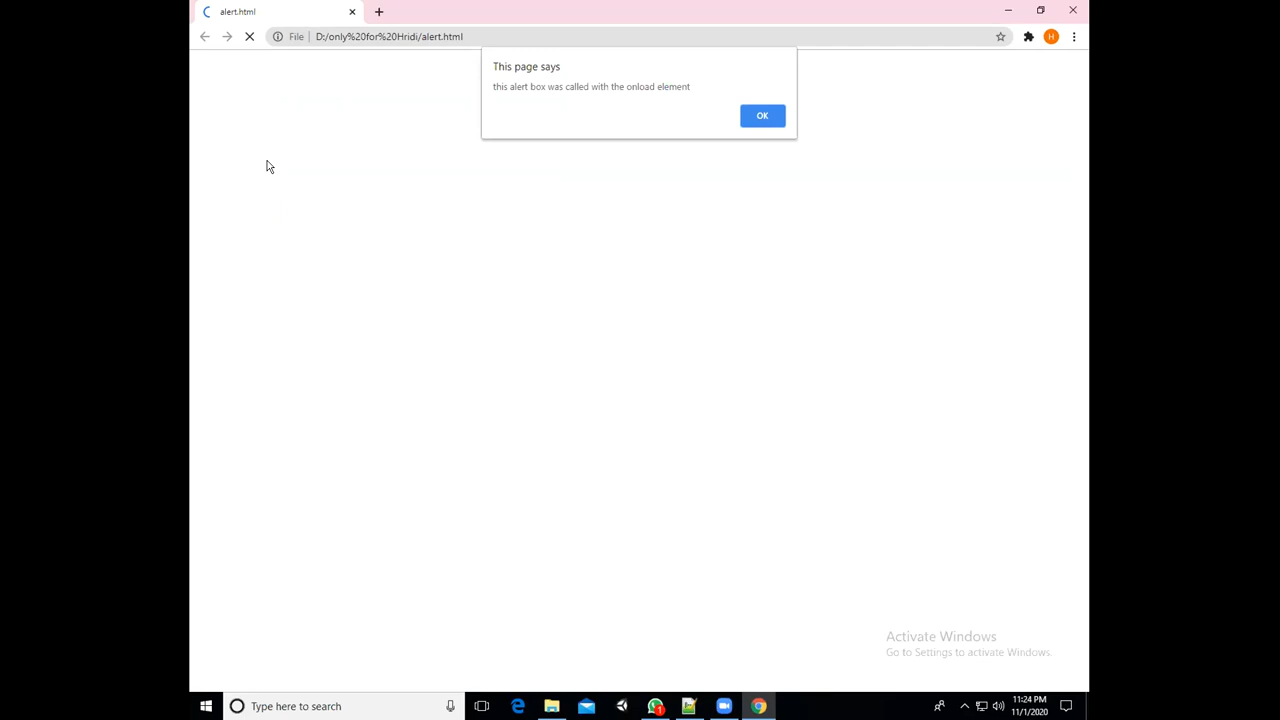 alert.html
File
D:/only%20for%20Hridi/alert.html
H
This page says
this alert box was called with the onload element
OK
Activate Windows
Go to Settings to activate Windows.
Type here to search
1
11:24 PM
11/1/2020